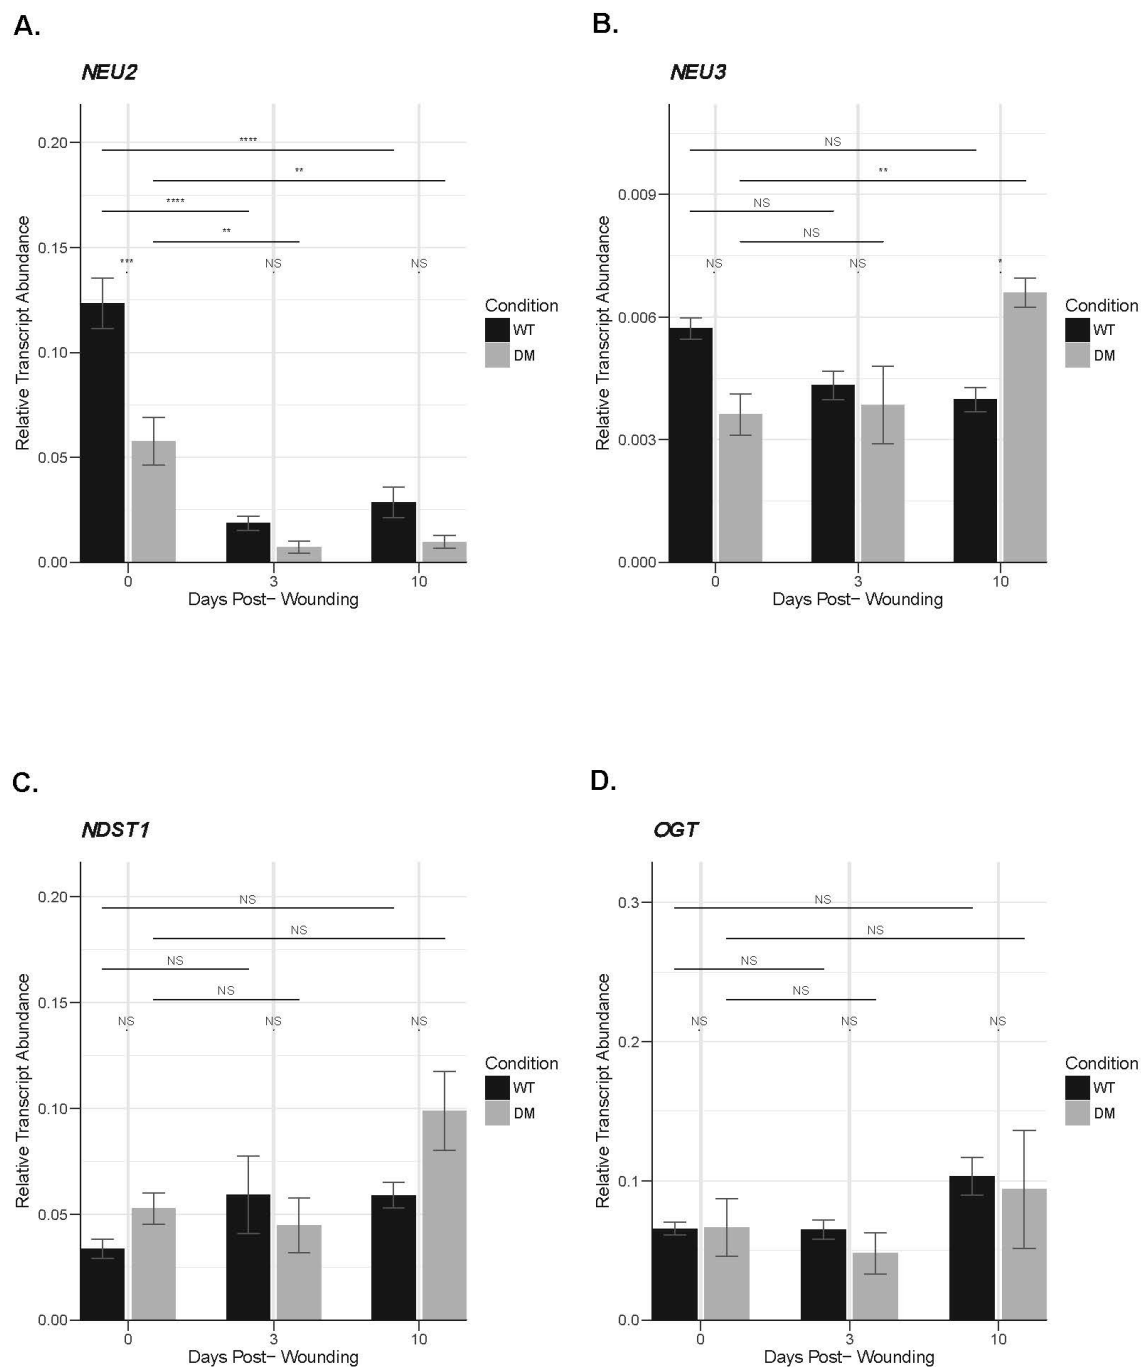 A.
NEU2
Relative Transcript Abundance
0.20
0.15
0.10
0.05
0.00
****
**
****
**
***
NS
NS
0
3
10
Days Post– Wounding
Condition
WT
DM
B.
NEU3
Relative Transcript Abundance
0.009
0.006
0.003
0.000
NS
**
NS
NS
NS
NS
*
0
3
10
Days Post– Wounding
Condition
WT
DM
C.
NDST1
Relative Transcript Abundance
0.20
0.15
0.10
0.05
0.00
NS
NS
NS
NS
NS
NS
NS
0
3
10
Days Post– Wounding
Condition
WT
DM
D.
OGT
Relative Transcript Abundance
0.3
0.2
0.1
0.0
NS
NS
NS
NS
NS
NS
NS
0
3
10
Days Post– Wounding
Condition
WT
DM